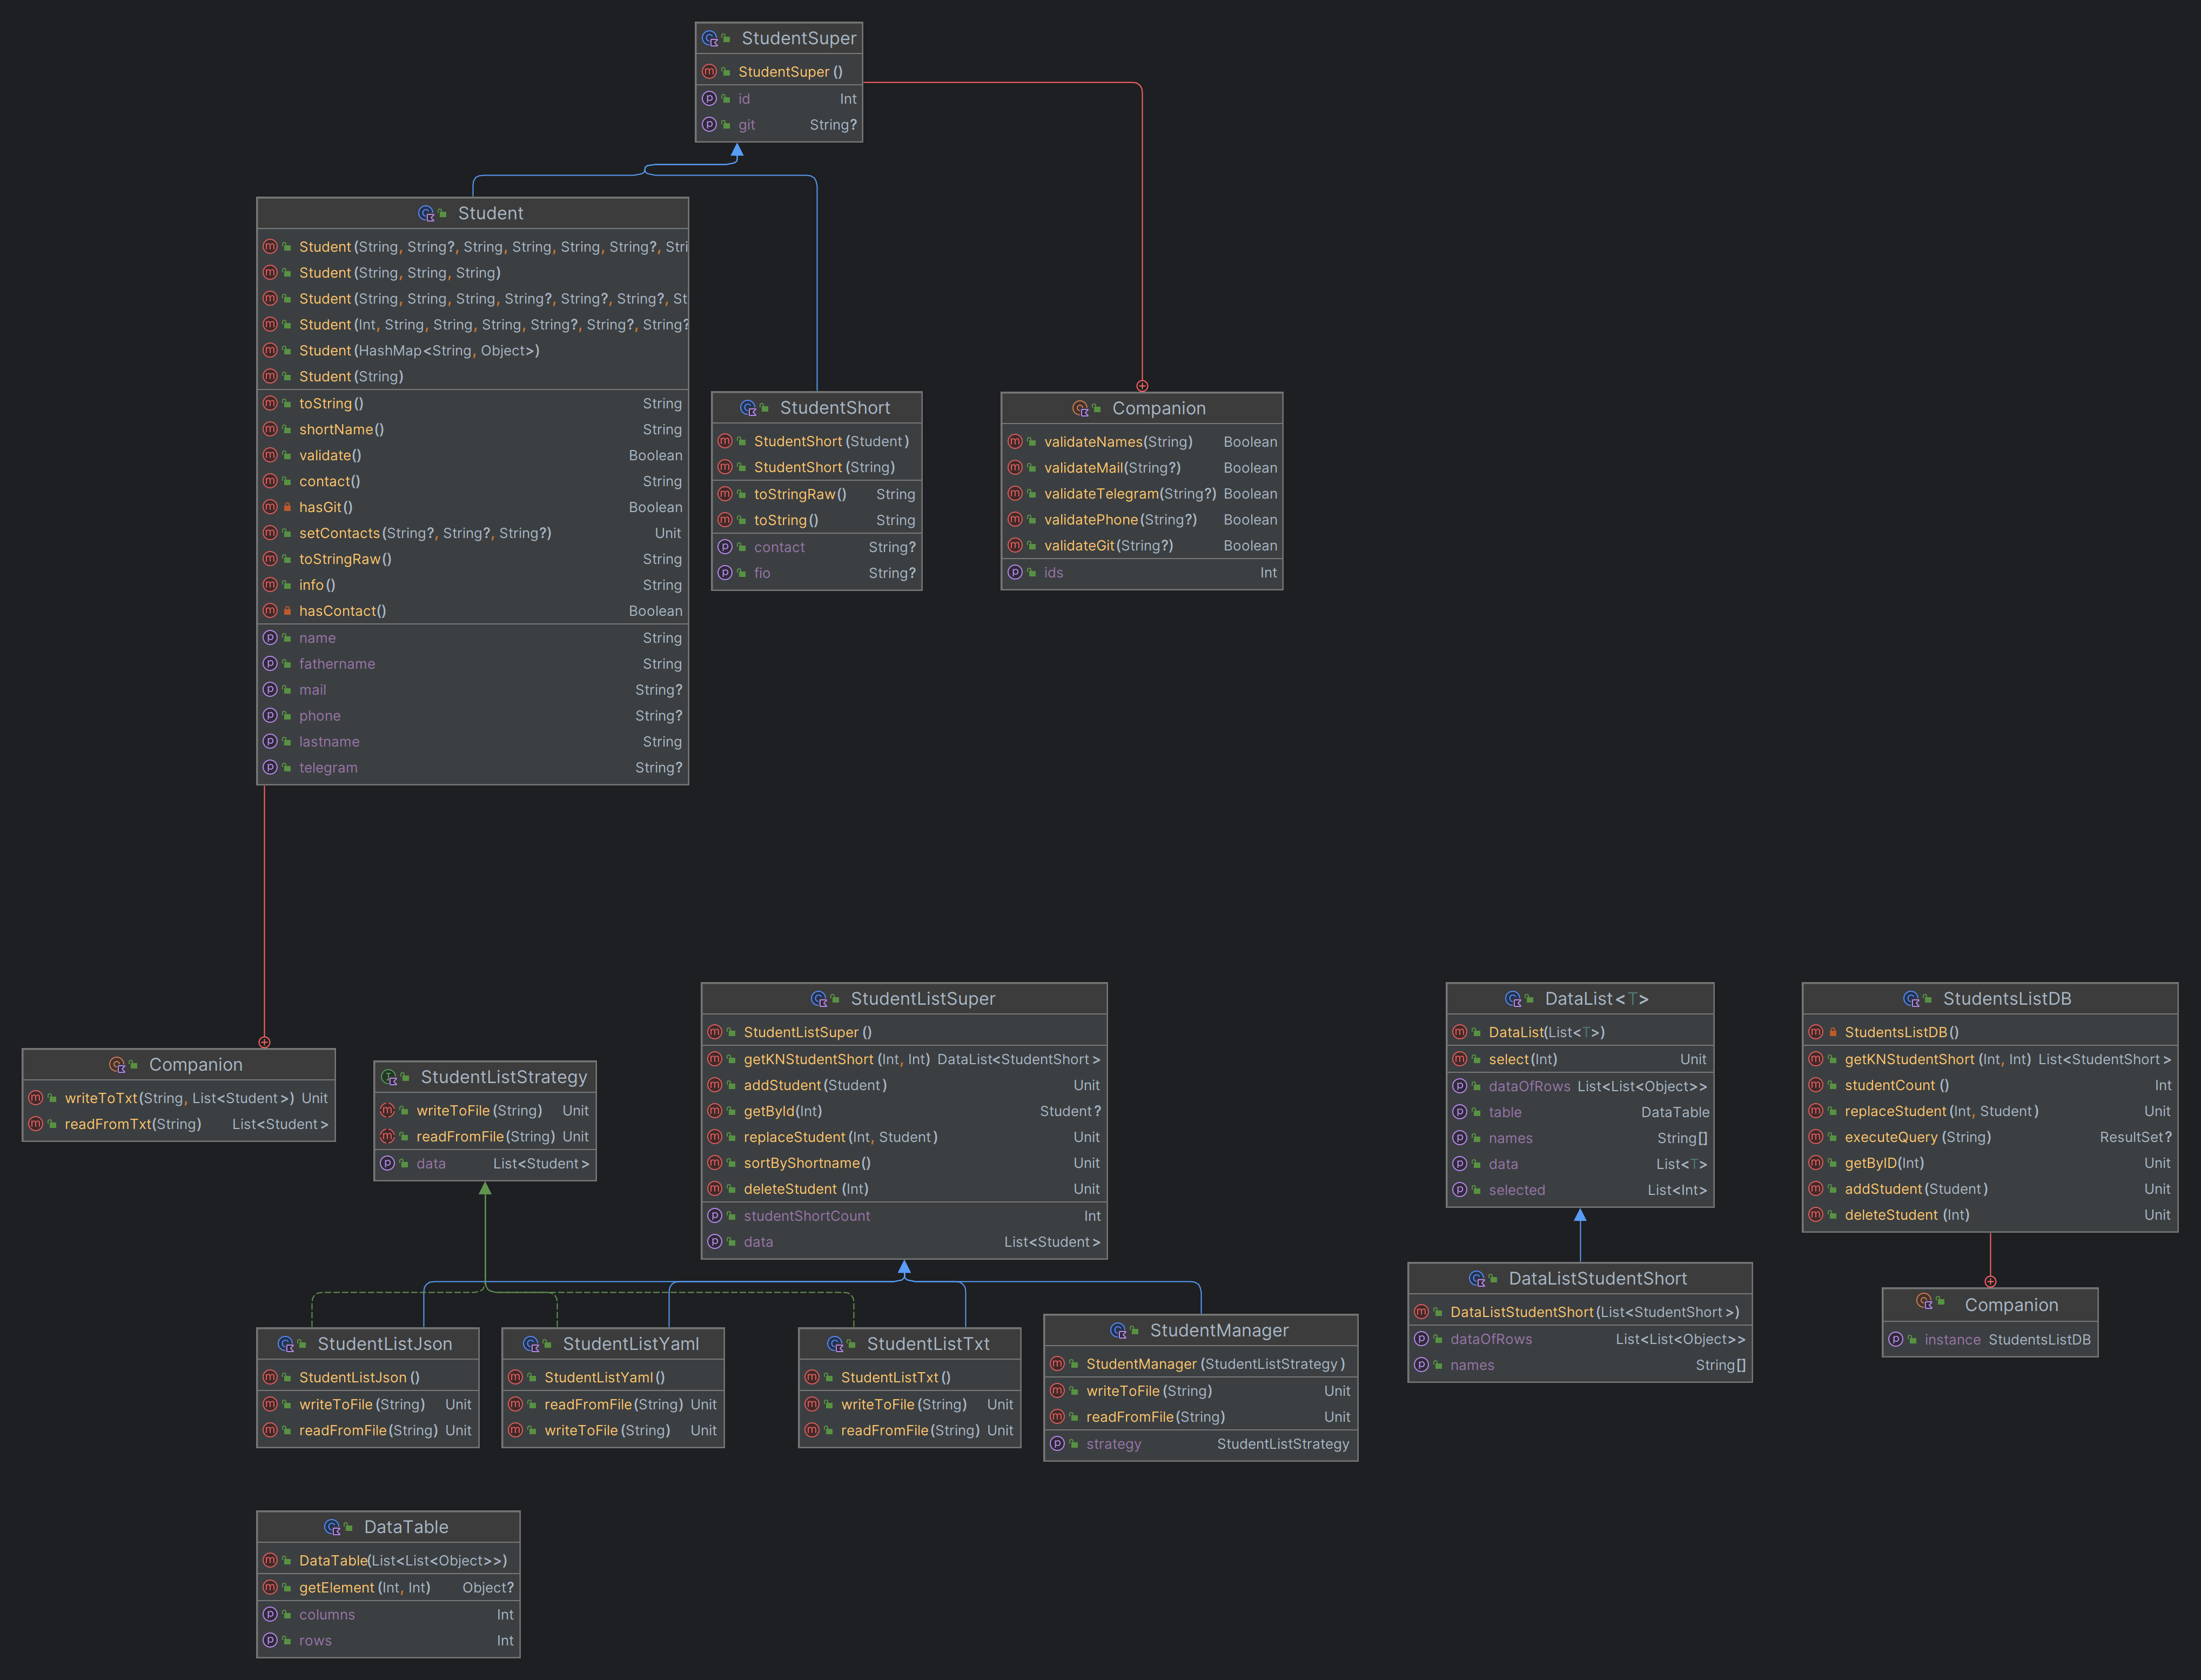 StudentSuper
StudentSuper()
id Int
git String?
Student
Student(String, String?, String, String, String, String?, Stri
Student(String, String, String)
Student(String, String, String, String?, String?, String?, St
Student(Int, String, String, String, String?, String?, String?
Student(HashMap<String, Object>)
Student(String)
toString() String
shortName() String
validate() Boolean
contact() String
hasGit() Boolean
setContacts(String?, String?, String?) Unit
toStringRaw() String
info() String
hasContact() Boolean
name String
fathername String
mail String?
phone String?
lastname String
telegram String?
StudentShort
StudentShort(Student)
StudentShort(String)
toStringRaw() String
toString() String
contact String?
fio String?
Companion
validateNames(String) Boolean
validateMail(String?) Boolean
validateTelegram(String?) Boolean
validatePhone(String?) Boolean
validateGit(String?) Boolean
ids Int
Companion
writeToTxt(String, List<Student>) Unit
readFromTxt(String) List<Student>
StudentListStrategy
writeToFile(String) Unit
readFromFile(String) Unit
data List<Student>
StudentListSuper
StudentListSuper()
getKNStudentShort(Int, Int) DataList<StudentShort>
addStudent(Student) Unit
getById(Int) Student?
replaceStudent(Int, Student) Unit
sortByShortname() Unit
deleteStudent(Int) Unit
studentShortCount Int
data List<Student>
DataList<T>
DataList(List<T>)
select(Int) Unit
dataOfRows List<List<Object>>
table DataTable
names String[]
data List<T>
selected List<Int>
StudentsListDB
StudentsListDB()
getKNStudentShort(Int, Int) List<StudentShort>
studentCount() Int
replaceStudent(Int, Student) Unit
executeQuery(String) ResultSet?
getByID(Int) Unit
addStudent(Student) Unit
deleteStudent(Int) Unit
StudentListJson
StudentListJson()
writeToFile(String) Unit
readFromFile(String) Unit
StudentListYaml
StudentListYaml()
readFromFile(String) Unit
writeToFile(String) Unit
StudentListTxt
StudentListTxt()
writeToFile(String) Unit
readFromFile(String) Unit
StudentManager
StudentManager(StudentListStrategy)
writeToFile(String) Unit
readFromFile(String) Unit
strategy StudentListStrategy
DataListStudentShort
DataListStudentShort(List<StudentShort>)
dataOfRows List<List<Object>>
names String[]
Companion
instance StudentsListDB
DataTable
DataTable(List<List<Object>>)
getElement(Int, Int) Object?
columns Int
rows Int